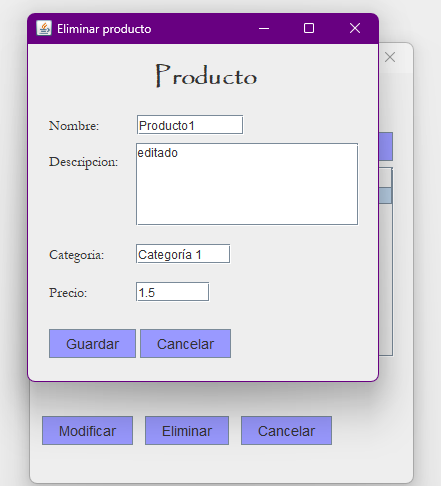 Eliminar producto
Producto
Nombre: Producto1
Descripcion: editado
Categoria: Categoría 1
Precio: 1.5
Guardar Cancelar
Modificar Eliminar Cancelar